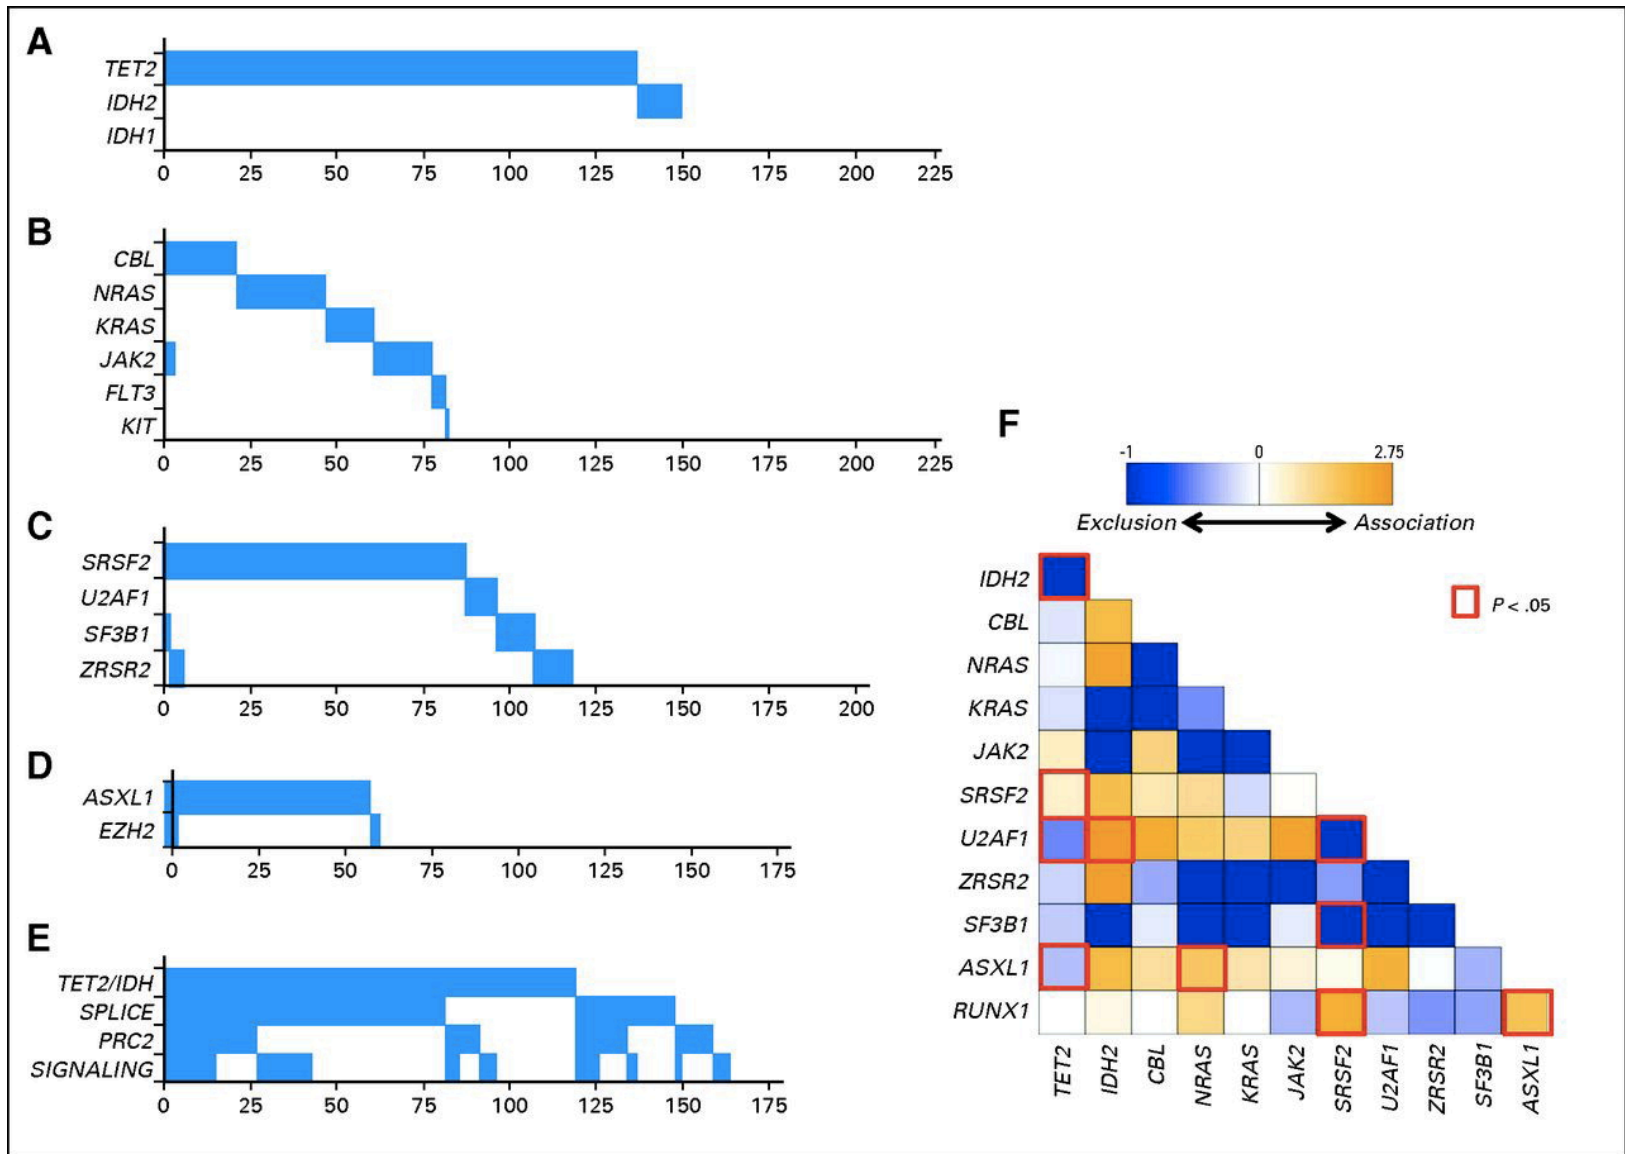 A
TET2
IDH2
IDH1
0 25 50 75 100 125 150 175 200 225
B
CBL
NRAS
KRAS
JAK2
FLT3
KIT
0 25 50 75 100 125 150 175 200 225
C
SRSF2
U2AF1
SF3B1
ZRSR2
0 25 50 75 100 125 150 175 200
D
ASXL1
EZH2
0 25 50 75 100 125 150 175
E
TET2/IDH
SPLICE
PRC2
SIGNALING
0 25 50 75 100 125 150 175
F
-1 0 2.75
Exclusion Association
P < .05
IDH2
CBL
NRAS
KRAS
JAK2
SRSF2
U2AF1
ZRSR2
SF3B1
ASXL1
RUNX1
TET2 IDH2 CBL NRAS KRAS JAK2 SRSF2 U2AF1 ZRSR2 SF3B1 ASXL1